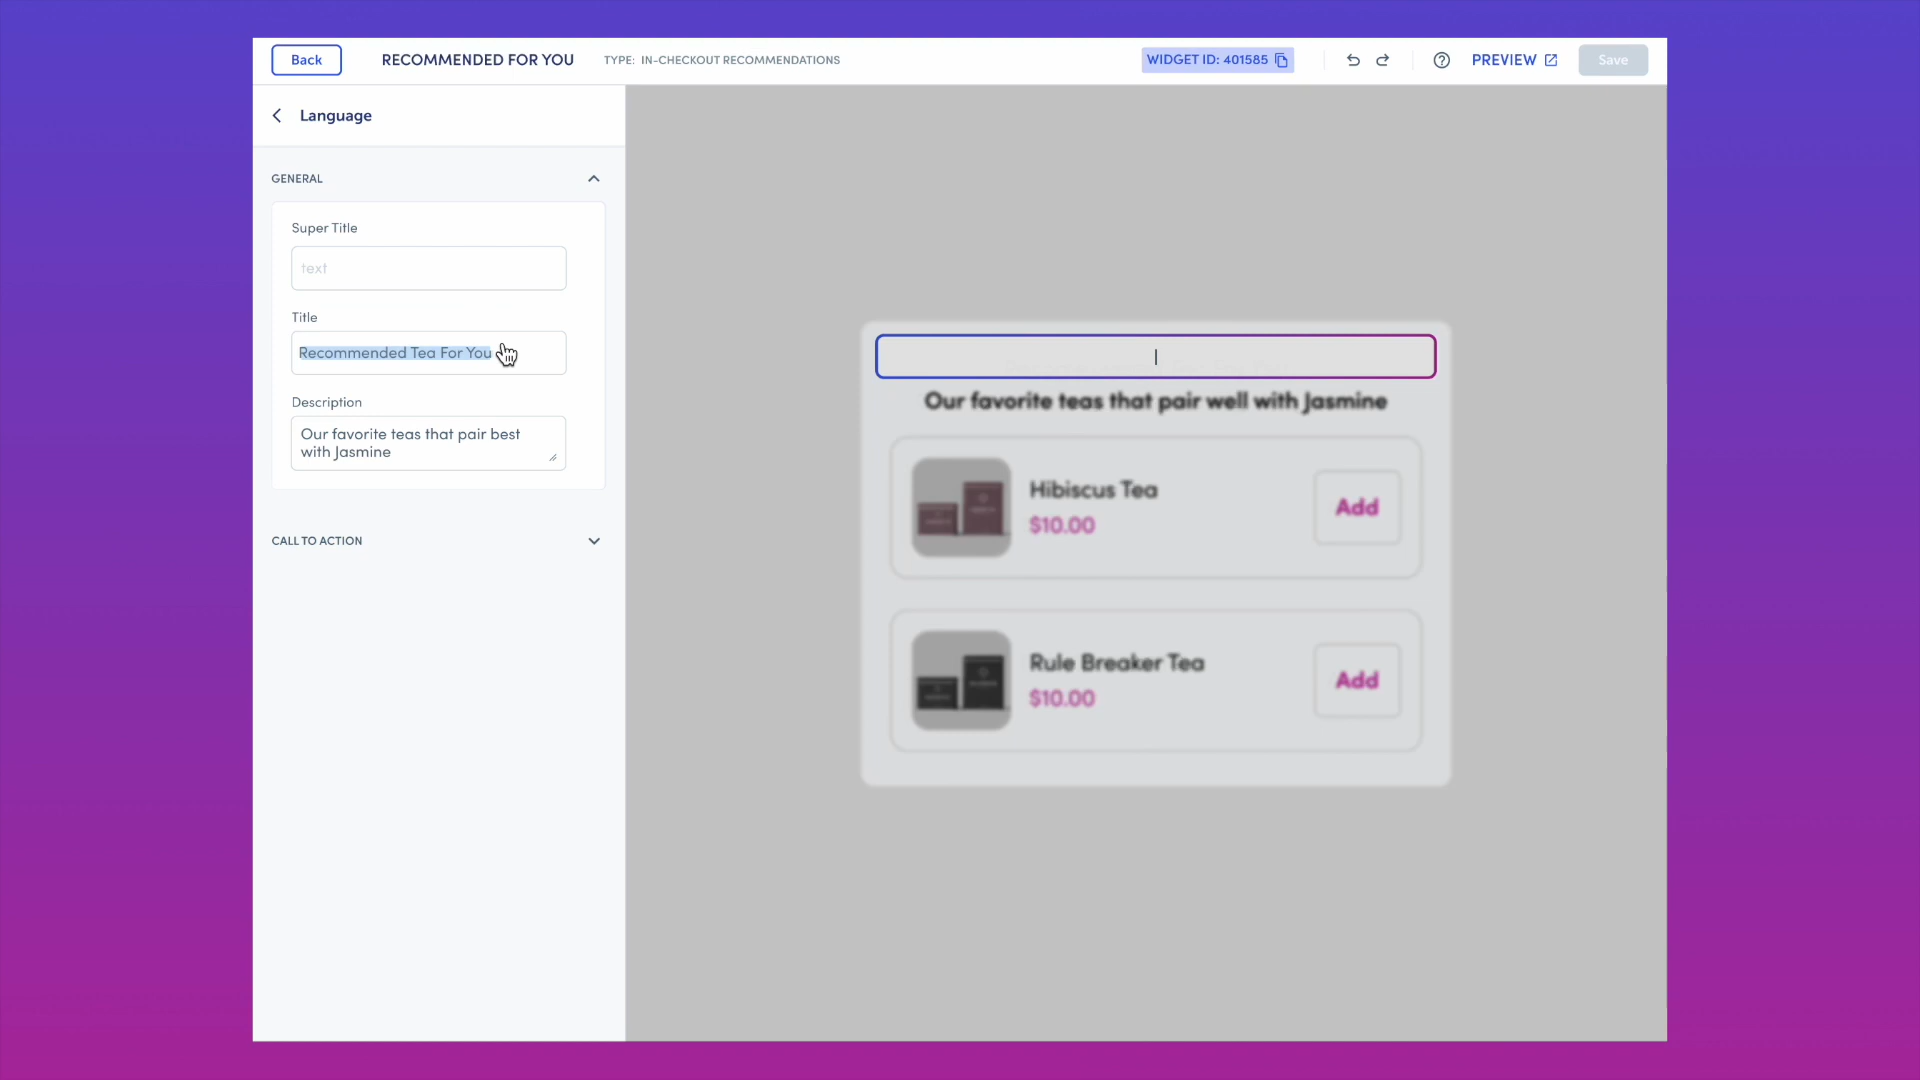 Back
RECOMMENDED FOR YOU
TYPE: IN-CHECKOUT RECOMMENDATIONS
WIDGET ID: 401585
PREVIEW
Save
Language
GENERAL
Super Title
text
Title
Recommended Tea For You
Description
Our favorite teas that pair best
with Jasmine
CALL TO ACTION
Our favorite teas that pair well with Jasmine
Hibiscus Tea
$10.00
Add
Rule Breaker Tea
$10.00
Add